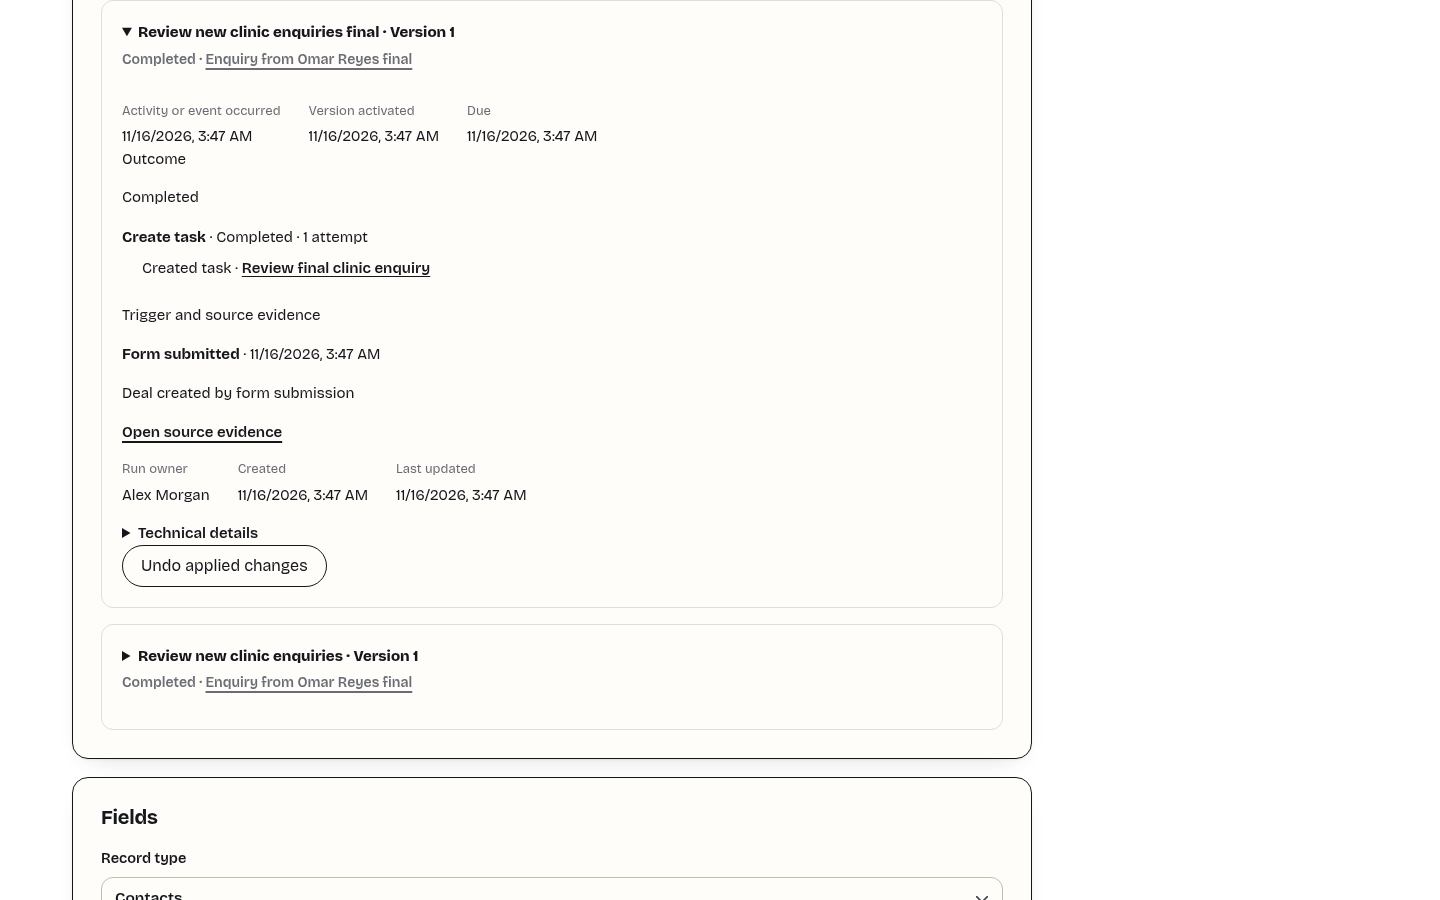 Review new clinic enquiries final · Version 1
Completed · Enquiry from Omar Reyes final
Activity or event occurred Version activated Due
11/16/2026, 3:47 AM 11/16/2026, 3:47 AM 11/16/2026, 3:47 AM
Outcome
Completed
Create task · Completed · 1 attempt
Created task · Review final clinic enquiry
Trigger and source evidence
Form submitted · 11/16/2026, 3:47 AM
Deal created by form submission
Open source evidence
Run owner Created Last updated
Alex Morgan 11/16/2026, 3:47 AM 11/16/2026, 3:47 AM
Technical details
Undo applied changes
Review new clinic enquiries · Version 1
Completed · Enquiry from Omar Reyes final
Fields
Record type
Contacts